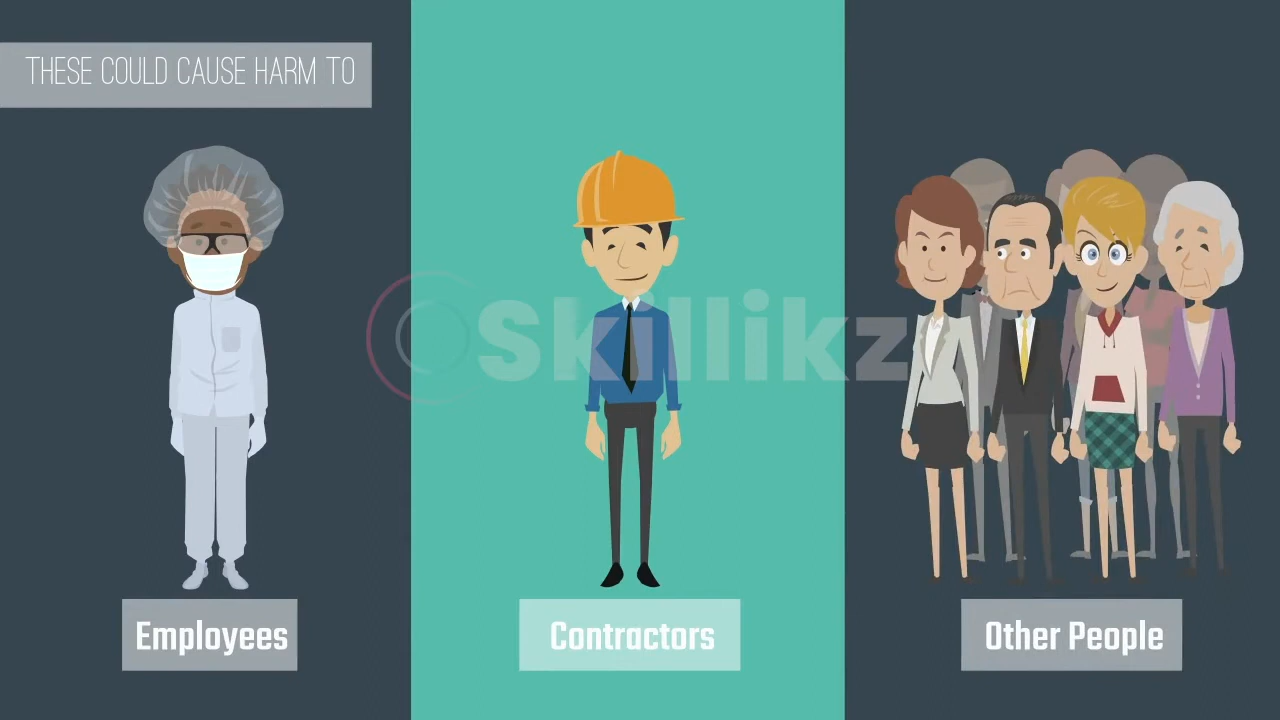 THESE COULD CAUSE HARM TO
Skillikz
Employees
Contractors
Other People